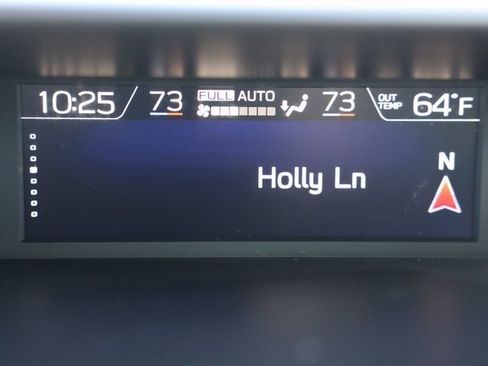 10:25 73 FULL AUTO 73 OUT TEMP 64°F
N
Holly Ln